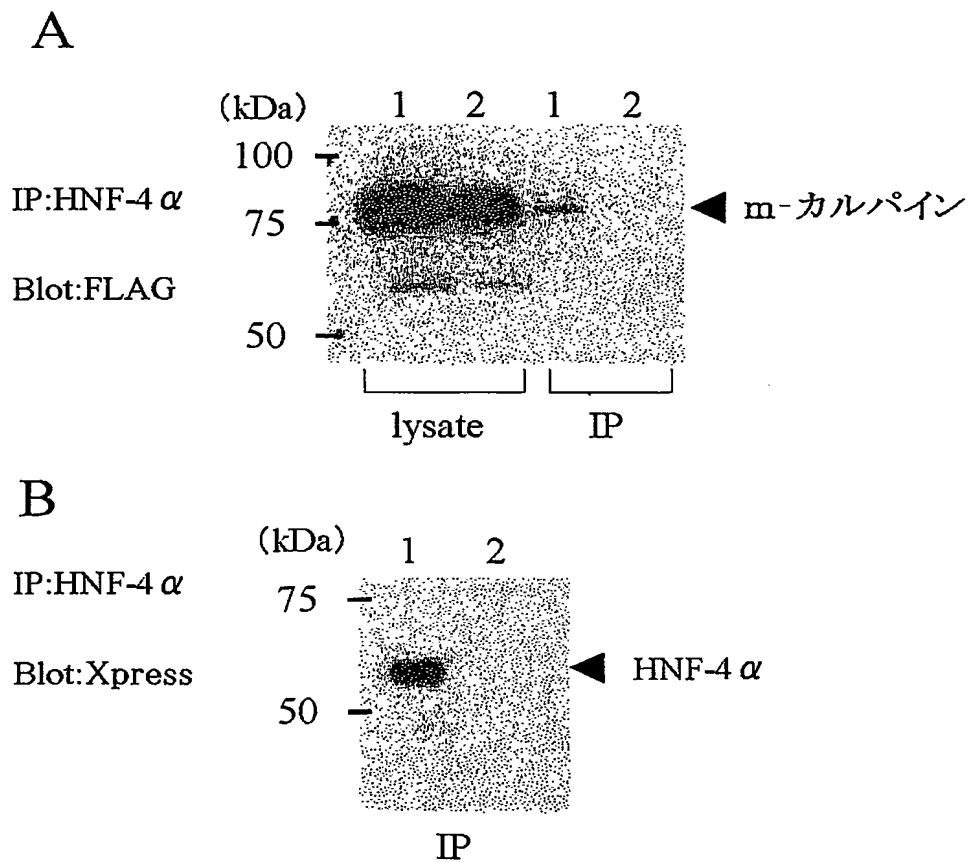 A
(kDa) 1 2 1 2
100
IP:HNF-4α
75
m-カルパイン
Blot:FLAG
50
lysate IP
B
(kDa) 1 2
IP:HNF-4α
75
Blot:Xpress
HNF-4α
50
IP